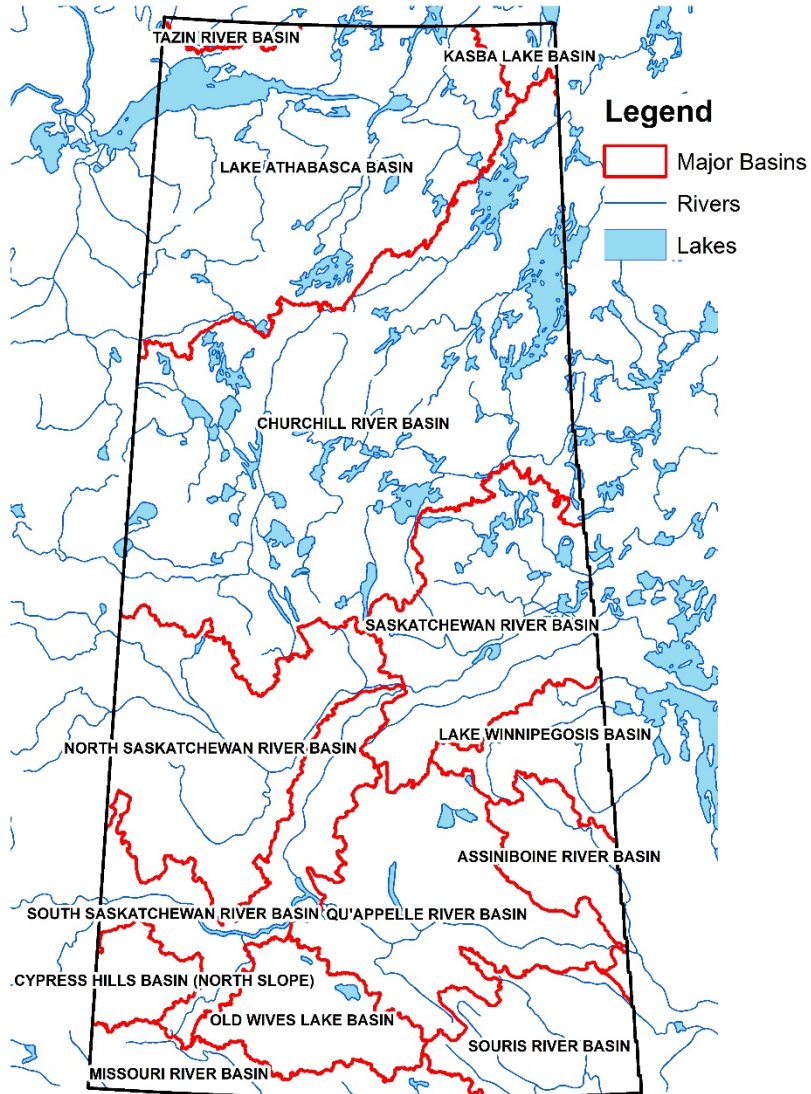 TAZIN RIVER BASIN
KASBA LAKE BASIN
Legend
Major Basins
LAKE ATHABASCA BASIN
Rivers
Lakes
CHURCHILL RIVER BASIN
SASKATCHEWAN RIVER BASIN
LAKE WINNIPEGOSIS BASIN
NORTH SASKATCHEWAN RIVER BASIN
ASSINIBOINE RIVER BASIN
SOUTH SASKATCHEWAN RIVER BASIN
QU'APPELLE RIVER BASIN
CYPRESS HILLS BASIN (NORTH SLOPE)
OLD WIVES LAKE BASIN
SOURIS RIVER BASIN
MISSOURI RIVER BASIN